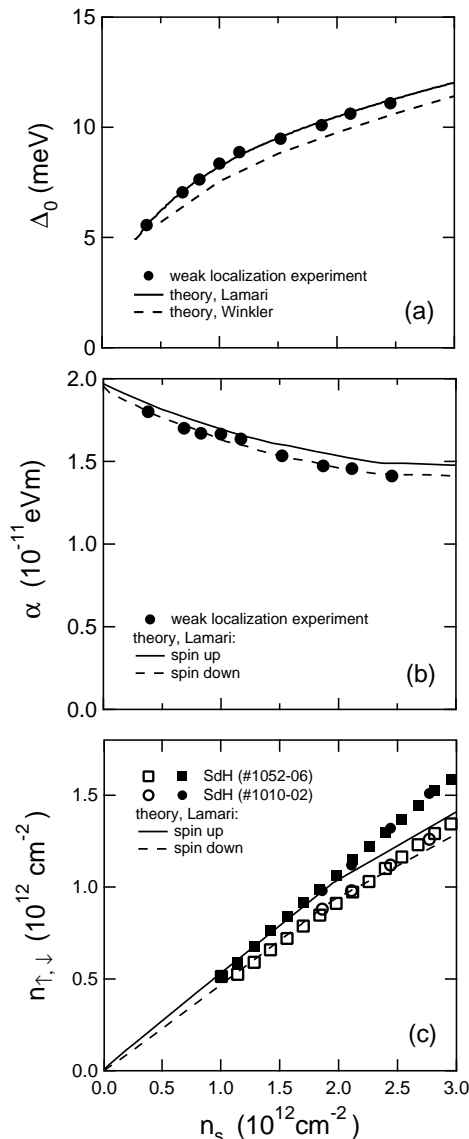 15
10
5
0
Δ₀ (meV)
weak localization experiment
theory, Lamari
theory, Winkler
(a)
2.0
1.5
1.0
0.5
0.0
α (10⁻¹¹ eVm)
weak localization experiment
theory, Lamari:
spin up
spin down
(b)
1.5
1.0
0.5
0.0
n↑,↓ (10¹² cm⁻²)
SdH (#1052-06)
SdH (#1010-02)
theory, Lamari:
spin up
spin down
(c)
0.0 0.5 1.0 1.5 2.0 2.5 3.0
nₛ (10¹²cm⁻²)